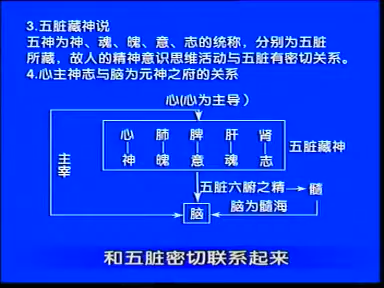 3.五脏藏神说
五神为神、魂、魄、意、志的统称，分别为五脏
所藏，故人的精神意识思维活动与五脏有密切关系。
4.心主神志与脑为元神之府的关系
心(心为主导)
心 肺 脾 肝 肾
神 魄 意 魂 志
五脏藏神
主宰
五脏六腑之精
髓
脑为髓海
脑
和五脏密切联系起来